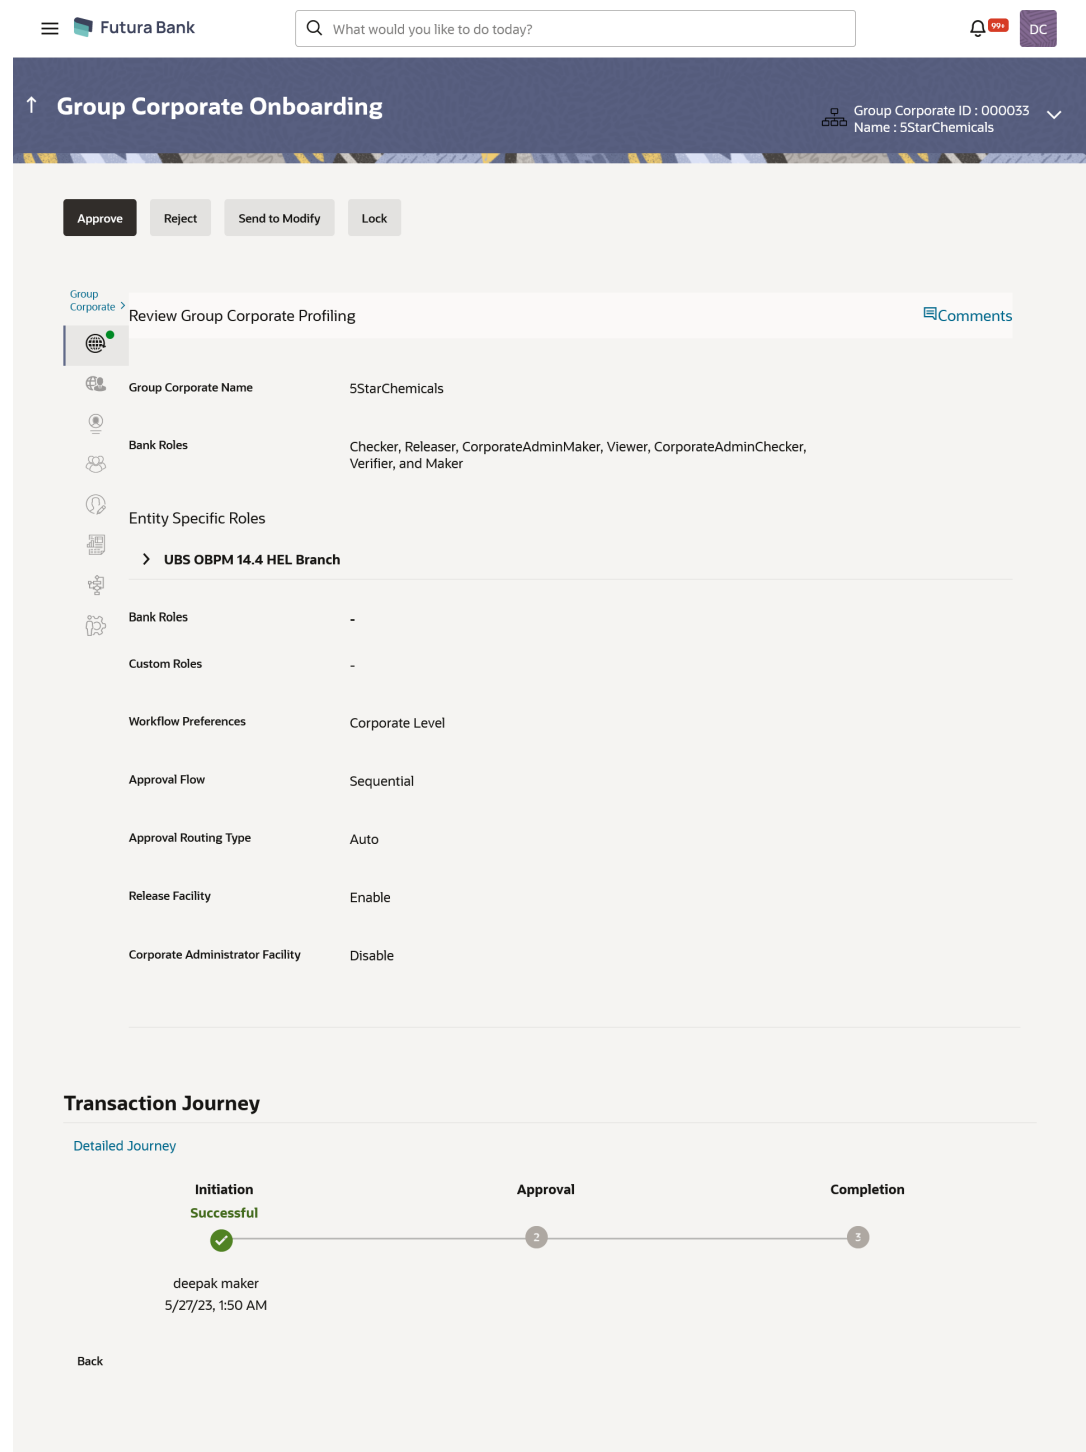 Futura Bank
What would you like to do today?
99+
DC
Group Corporate Onboarding
Group Corporate ID : 000033
Name : 5StarChemicals
Approve
Reject
Send to Modify
Lock
Group
Corporate
Review Group Corporate Profiling
Comments
Group Corporate Name
5StarChemicals
Bank Roles
Checker, Releaser, CorporateAdminMaker, Viewer, CorporateAdminChecker,
Verifier, and Maker
Entity Specific Roles
UBS OBPM 14.4 HEL Branch
Bank Roles
-
Custom Roles
-
Workflow Preferences
Corporate Level
Approval Flow
Sequential
Approval Routing Type
Auto
Release Facility
Enable
Corporate Administrator Facility
Disable
Transaction Journey
Detailed Journey
Initiation
Approval
Completion
Successful
2
3
deepak maker
5/27/23, 1:50 AM
Back